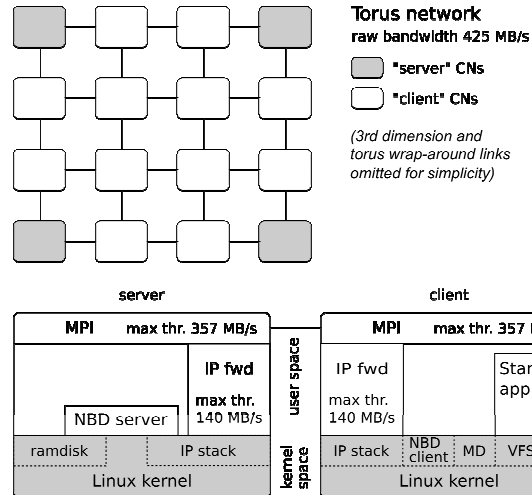 Torus network
raw bandwidth 425 MB/s
"server" CNs
"client" CNs
(3rd dimension and
torus wrap-around links
omitted for simplicity)
server
MPI max thr. 357 MB/s
IP fwd
max thr.
140 MB/s
NBD server
ramdisk
IP stack
Linux kernel
user space
kernel
space
client
MPI max thr. 357
IP fwd
max thr.
140 MB/s
app
IP stack
NBD
client
MD
Linux kernel